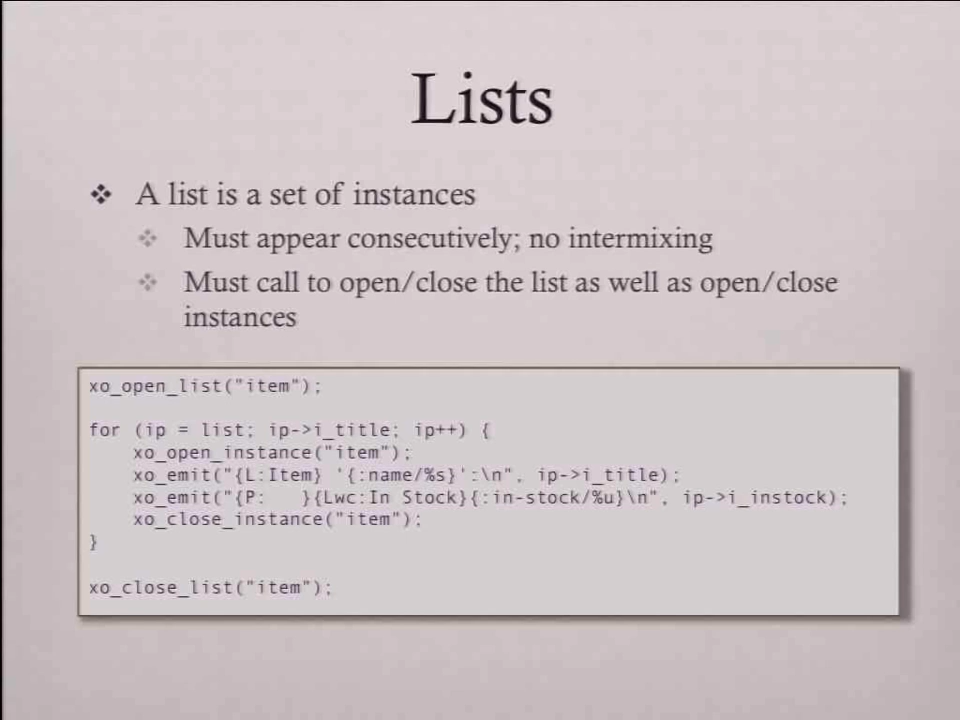 Lists
A list is a set of instances
Must appear consecutively; no intermixing
Must call to open/close the list as well as open/close
instances
xo_open_list("item");
for (ip = list; ip->i_title; ip++) {
    xo_open_instance("item");
    xo_emit("{L:Item} '{:name/%s}':\n", ip->i_title);
    xo_emit("{P:   }{Lwc:In Stock}{:in-stock/%u}\n", ip->i_instock);
    xo_close_instance("item");
}
xo_close_list("item");